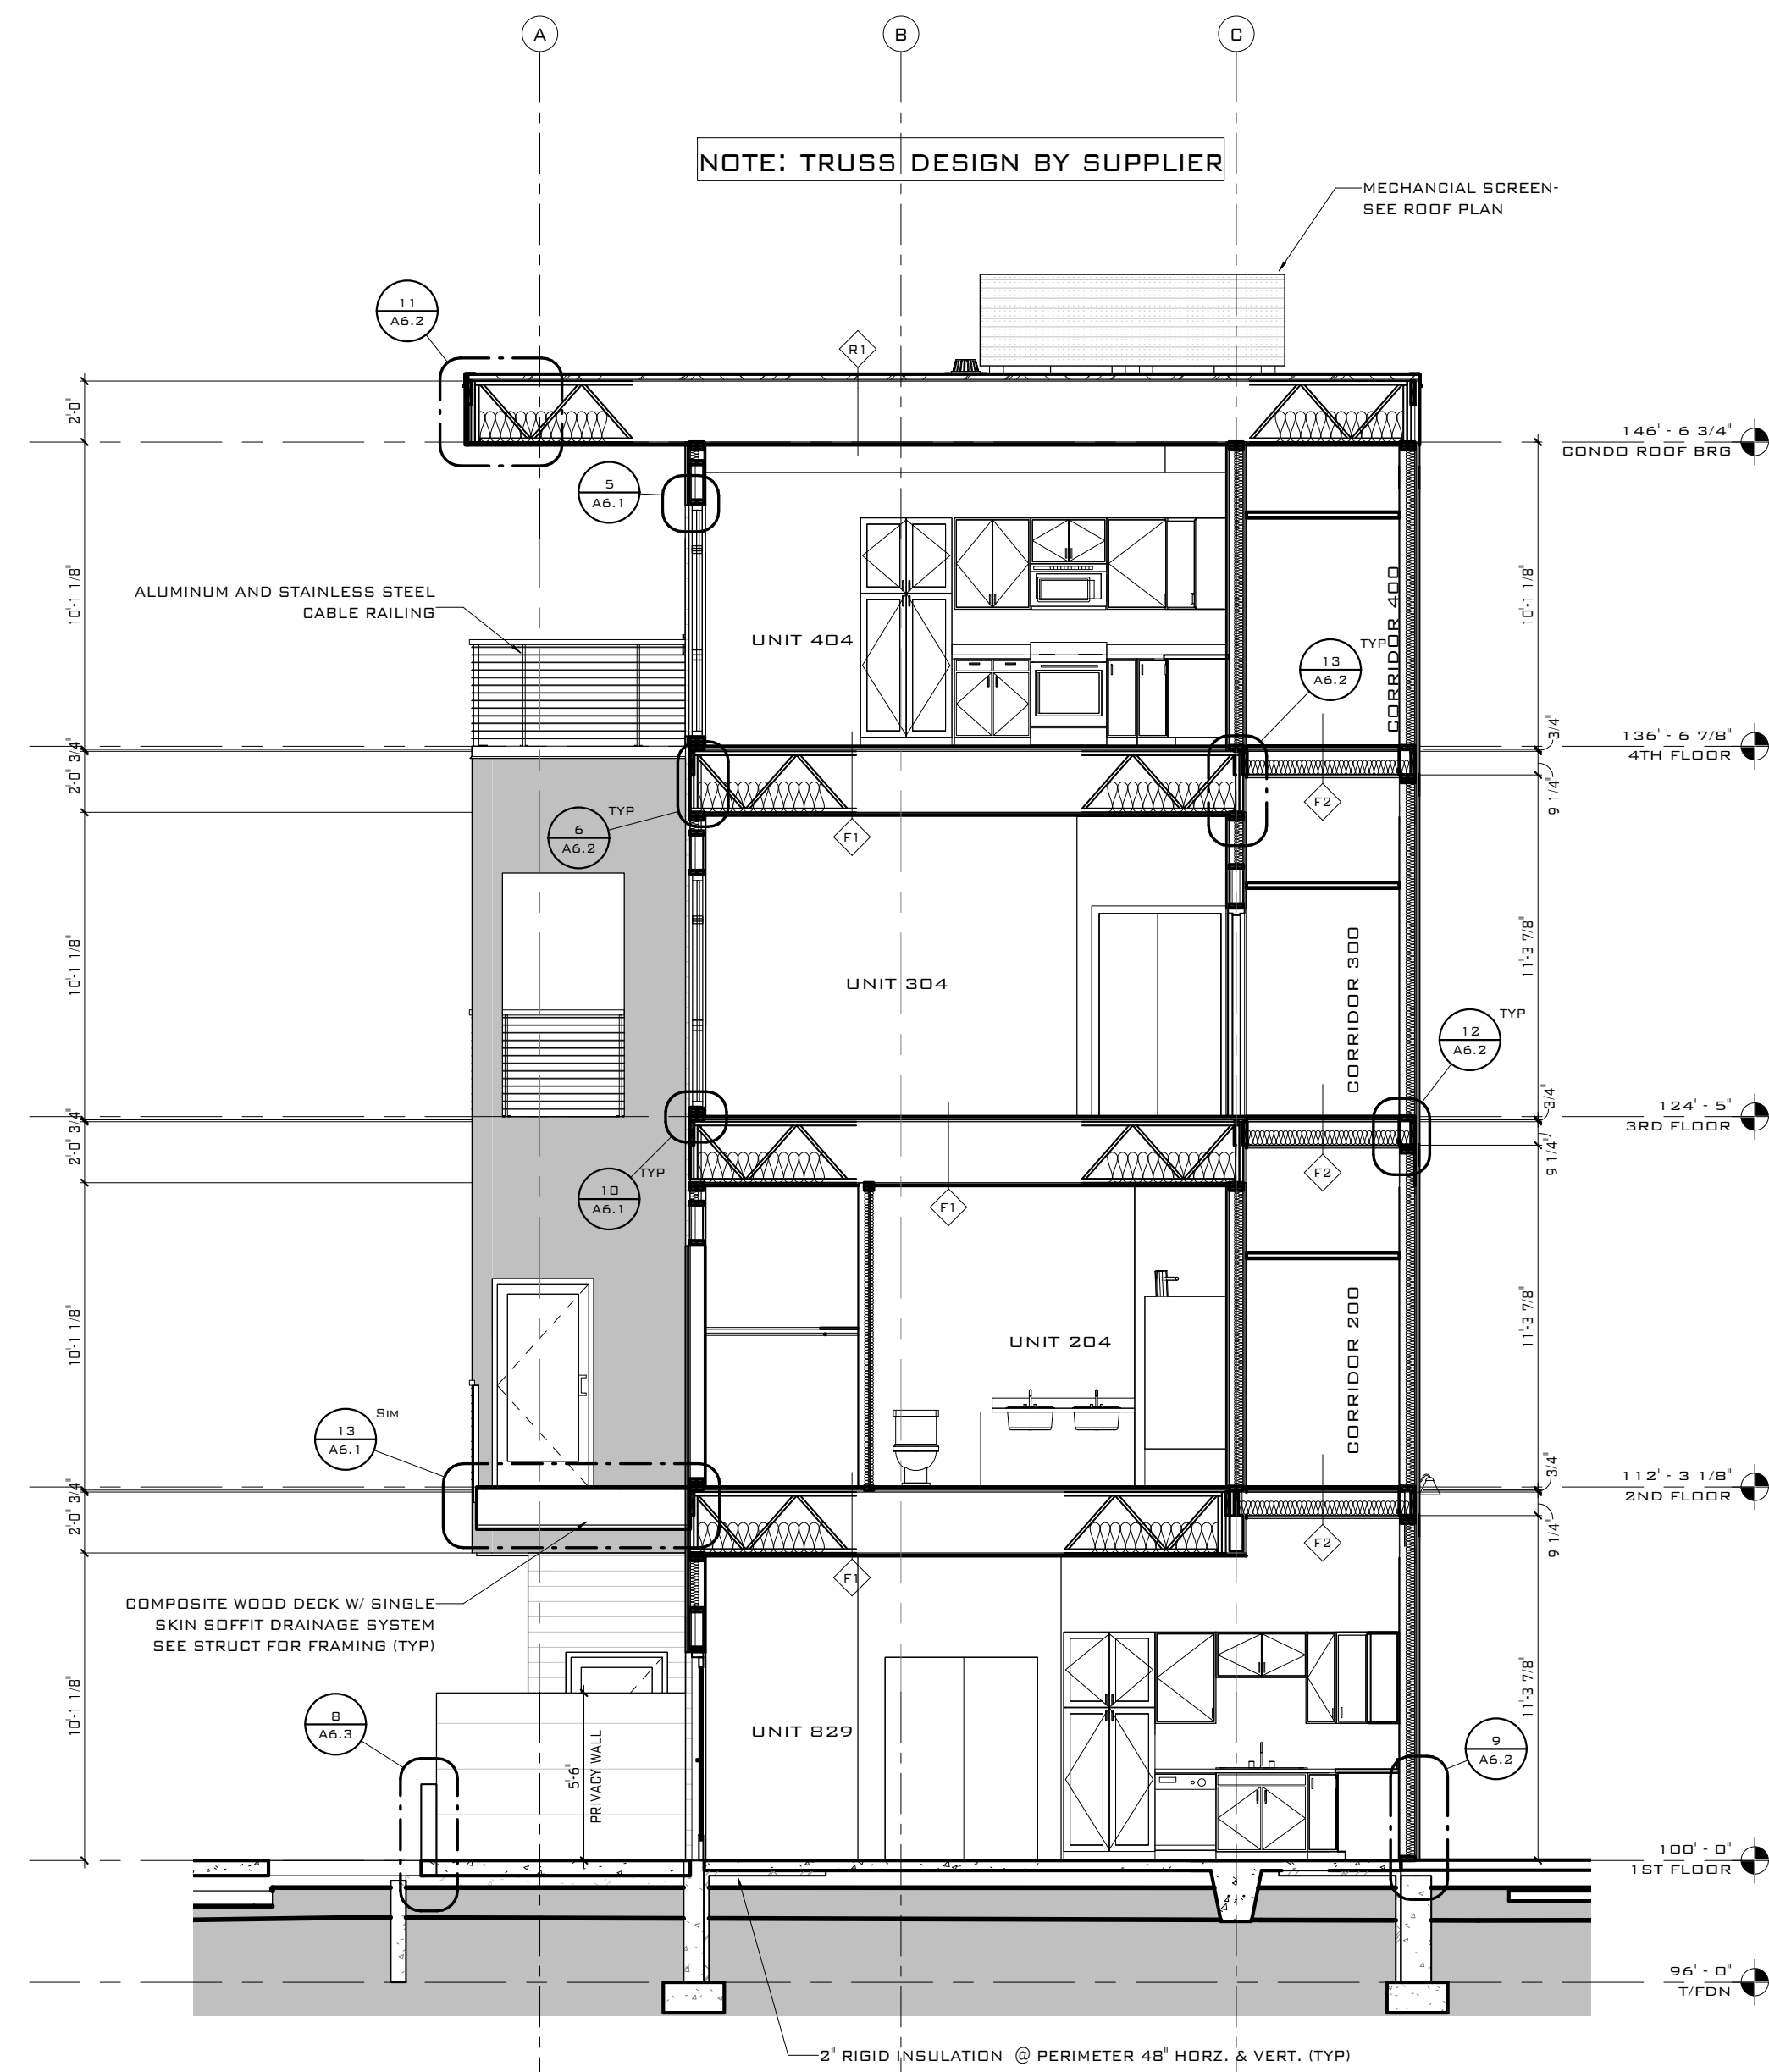 A
B
C
NOTE: TRUSS DESIGN BY SUPPLIER
MECHANCIAL SCREEN-
SEE ROOF PLAN
11
A6.2
R1
2'-0"
146' - 6 3/4"
CONDO ROOF BRG
5
A6.1
10'-1 1/8"
ALUMINUM AND STAINLESS STEEL
CABLE RAILING
UNIT 404
CORRIDOR 400
10'-1 1/8"
13
A6.2
TYP
3/4"
136' - 6 7/8"
4TH FLOOR
2'-0 3/4"
9 1/4"
6
A6.2
TYP
F1
F2
10'-1 1/8"
UNIT 304
CORRIDOR 300
11'-3 7/8"
12
A6.2
TYP
3/4"
124' - 5"
3RD FLOOR
2'-0 3/4"
9 1/4"
10
A6.1
TYP
F1
F2
10'-1 1/8"
UNIT 204
CORRIDOR 200
11'-3 7/8"
13
A6.1
SIM
3/4"
112' - 3 1/8"
2ND FLOOR
2'-0 3/4"
9 1/4"
F1
F2
COMPOSITE WOOD DECK W/ SINGLE
SKIN SOFFIT DRAINAGE SYSTEM
SEE STRUCT FOR FRAMING (TYP)
10'-1 1/8"
8
A6.3
5'-6"
PRIVACY WALL
UNIT 829
11'-3 7/8"
9
A6.2
100' - 0"
1ST FLOOR
96' - 0"
T/FDN
2" RIGID INSULATION @ PERIMETER 48" HORZ. & VERT. (TYP)